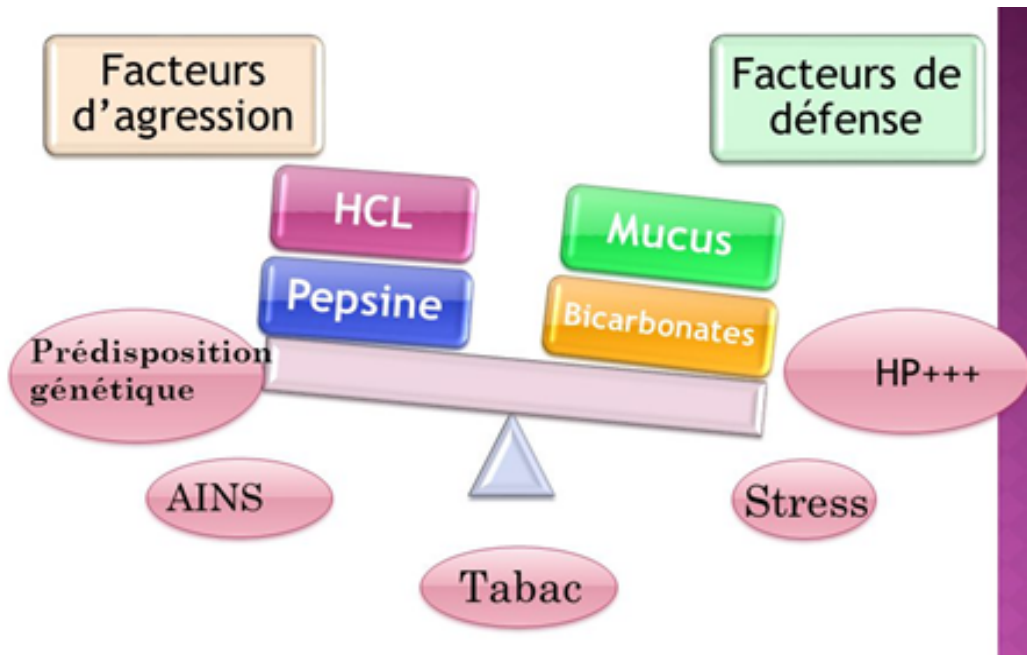 Facteurs
d’agression
Facteurs de
défense
HCL
Mucus
Pepsine
Bicarbonates
Prédisposition
génétique
HP+++
AINS
Stress
Tabac